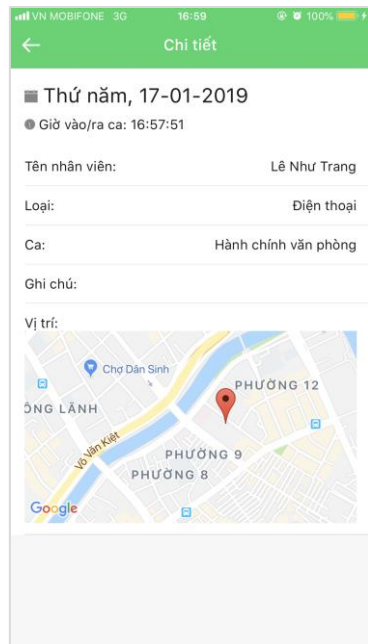 VN MOBIFONE 3G 16:59 100%
Chi tiết
Thứ năm, 17-01-2019
Giờ vào/ra ca: 16:57:51
Tên nhân viên: Lê Như Trang
Loại: Điện thoại
Ca: Hành chính văn phòng
Ghi chú:
Vị trí:
Chợ Dân Sinh
PHƯỜNG 12
ÔNG LÃNH
Võ Văn Kiệt
PHƯỜNG 9
PHƯỜNG 8
Google